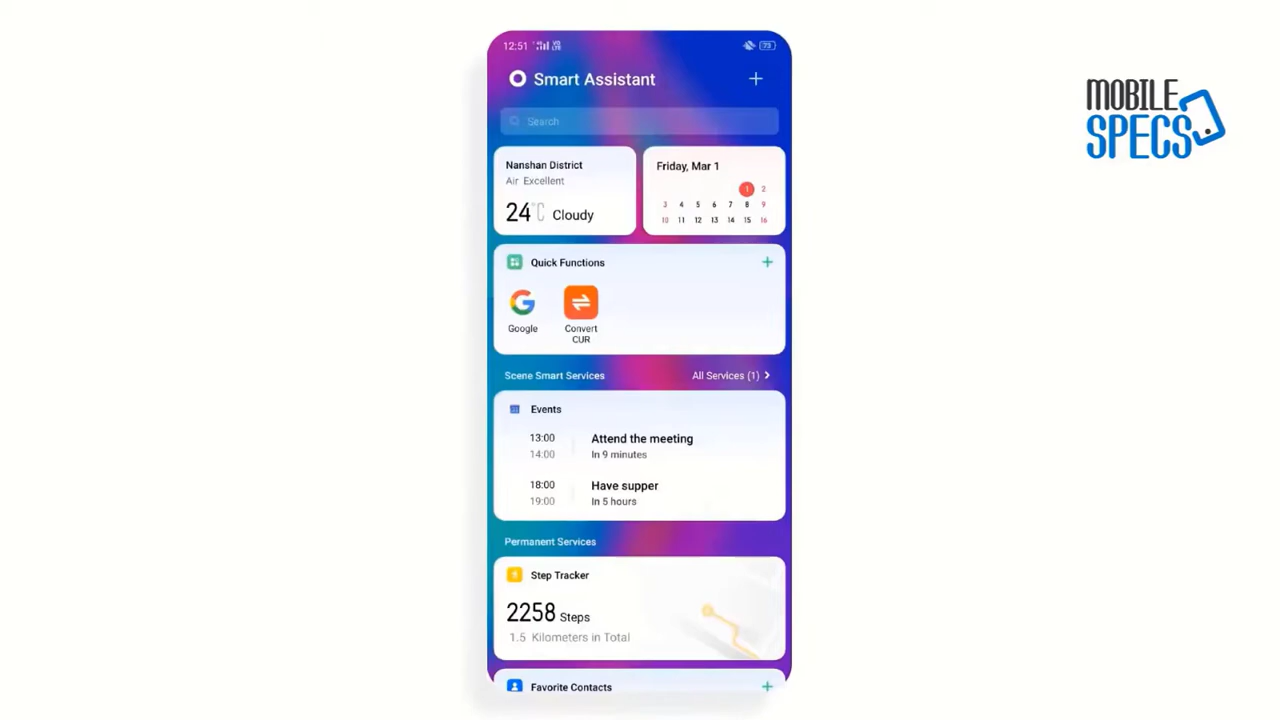 12:51
Smart Assistant
Search
Nanshan District
Air Excellent
24°C Cloudy
Friday, Mar 1
1 2
3 4 5 6 7 8 9
10 11 12 13 14 15 16
Quick Functions
Google
Convert
CUR
Scene Smart Services
All Services (1)
Events
13:00 Attend the meeting
14:00 In 9 minutes
18:00 Have supper
19:00 In 5 hours
Permanent Services
Step Tracker
2258 Steps
1.5 Kilometers in Total
Favorite Contacts
MOBILE
SPECS